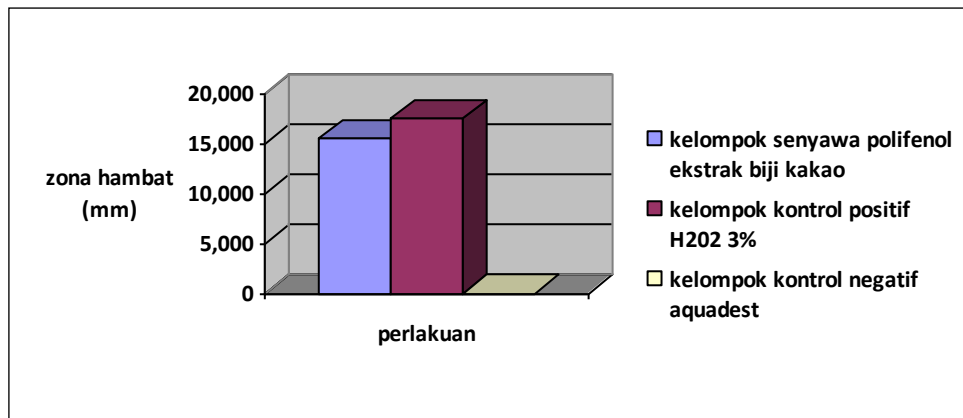 20,000
15,000
10,000
5,000
0
zona hambat
(mm)
perlakuan
kelompok senyawa polifenol
ekstrak biji kakao
kelompok kontrol positif
H202 3%
kelompok kontrol negatif
aquadest